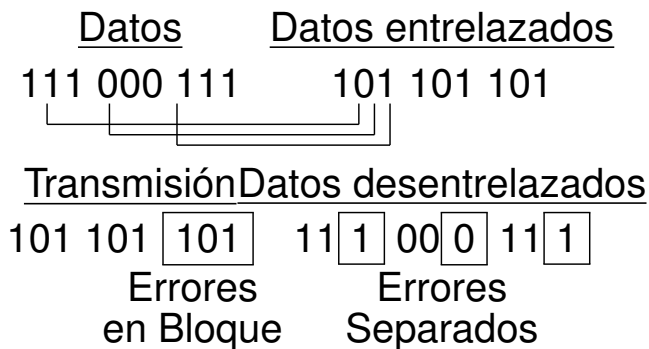 Datos Datos entrelazados
111 000 111 101 101 101
Transmisión Datos desentrelazados
101 101 101 11 1 00 0 11 1
Errores Errores
en Bloque Separados